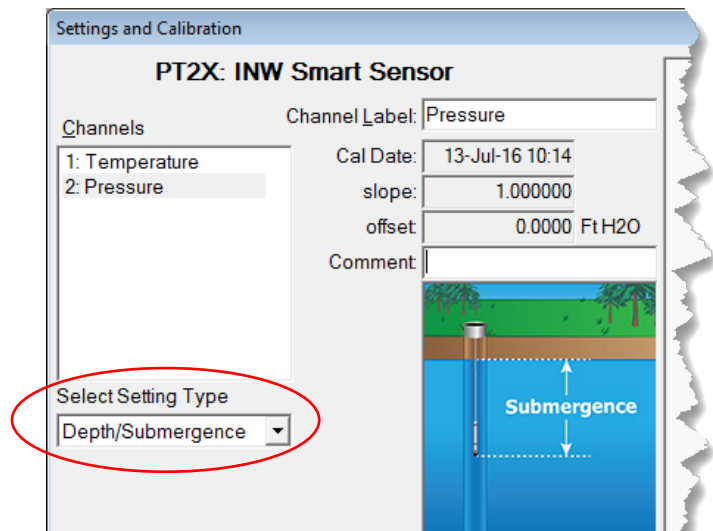 Settings and Calibration
PT2X: INW Smart Sensor
Channels
1: Temperature
2: Pressure
Select Setting Type
Depth/Submergence
Channel Label: Pressure
Cal Date: 13-Jul-16 10:14
slope: 1.000000
offset: 0.0000 Ft H2O
Comment:
Submergence